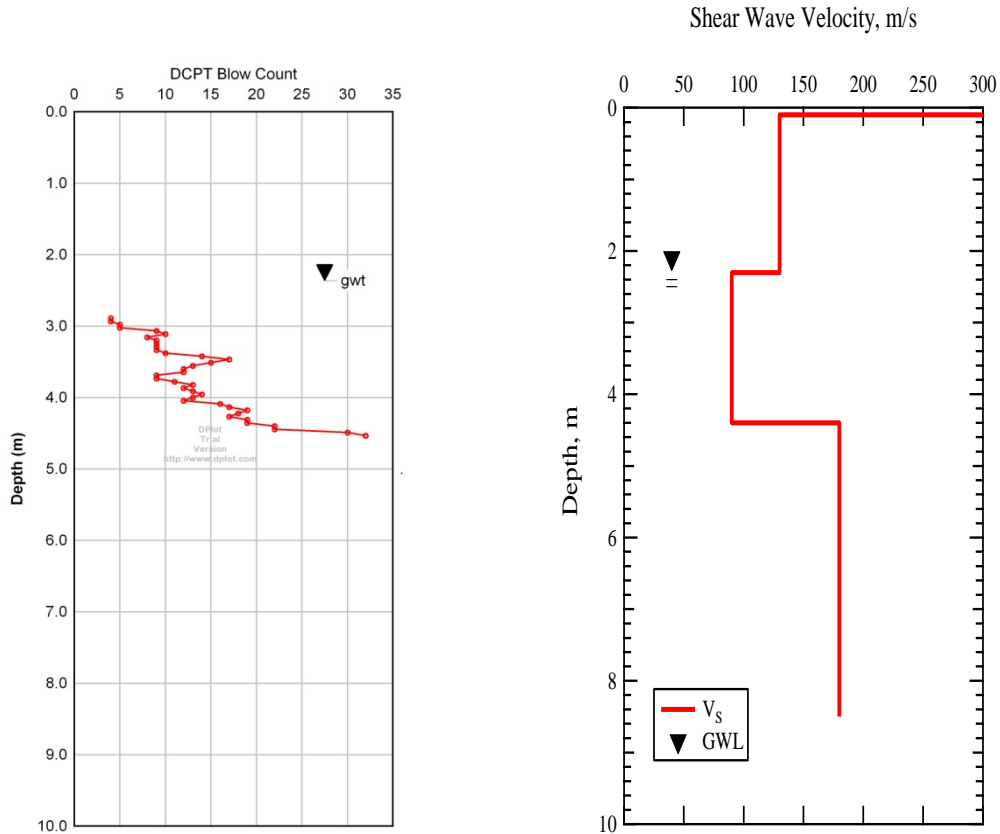 DCPT Blow Count
0 5 10 15 20 25 30 35
0.0
1.0
2.0
3.0
4.0
5.0
6.0
7.0
8.0
9.0
10.0
Depth (m)
gwt
DPlot
Trial
Version
http://www.dplot.com
Shear Wave Velocity, m/s
0 50 100 150 200 250 300
0
2
4
6
8
10
Depth, m
VS
GWL